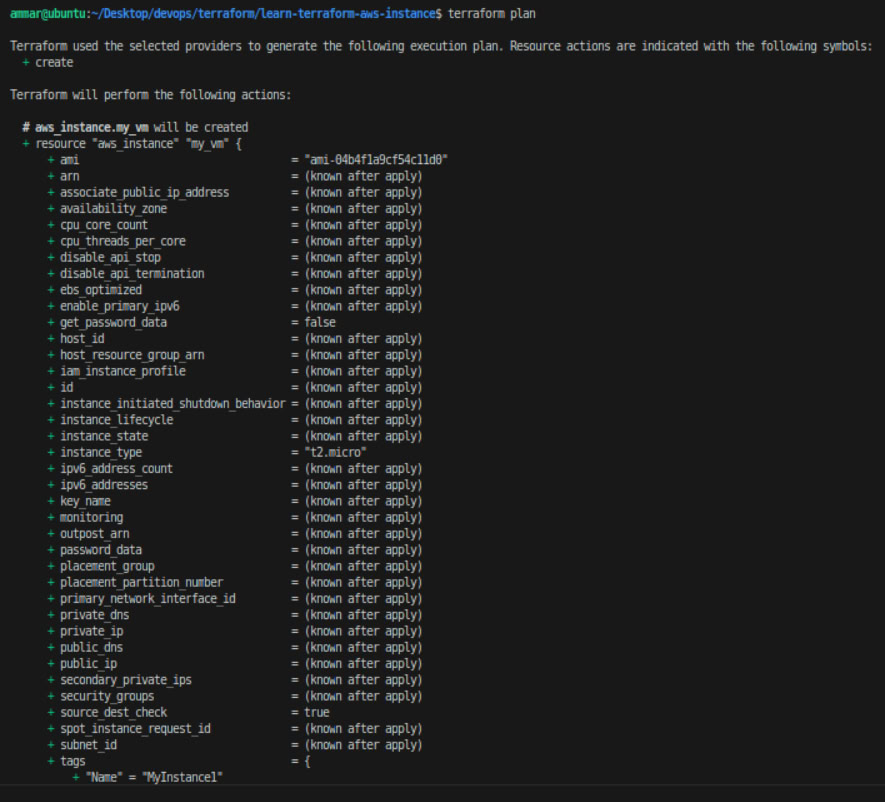 ammar@ubuntu:~/Desktop/devops/terraform/learn-terraform-aws-instance$ terraform plan
Terraform used the selected providers to generate the following execution plan. Resource actions are indicated with the following symbols:
+ create
Terraform will perform the following actions:
# aws_instance.my_vm will be created
+ resource "aws_instance" "my_vm" {
+ ami = "ami-04b4f1a9cf54c11d0"
+ arn = (known after apply)
+ associate_public_ip_address = (known after apply)
+ availability_zone = (known after apply)
+ cpu_core_count = (known after apply)
+ cpu_threads_per_core = (known after apply)
+ disable_api_stop = (known after apply)
+ disable_api_termination = (known after apply)
+ ebs_optimized = (known after apply)
+ enable_primary_ipv6 = (known after apply)
+ get_password_data = false
+ host_id = (known after apply)
+ host_resource_group_arn = (known after apply)
+ iam_instance_profile = (known after apply)
+ id = (known after apply)
+ instance_initiated_shutdown_behavior = (known after apply)
+ instance_lifecycle = (known after apply)
+ instance_state = (known after apply)
+ instance_type = "t2.micro"
+ ipv6_address_count = (known after apply)
+ ipv6_addresses = (known after apply)
+ key_name = (known after apply)
+ monitoring = (known after apply)
+ outpost_arn = (known after apply)
+ password_data = (known after apply)
+ placement_group = (known after apply)
+ placement_partition_number = (known after apply)
+ primary_network_interface_id = (known after apply)
+ private_dns = (known after apply)
+ private_ip = (known after apply)
+ public_dns = (known after apply)
+ public_ip = (known after apply)
+ secondary_private_ips = (known after apply)
+ security_groups = (known after apply)
+ source_dest_check = true
+ spot_instance_request_id = (known after apply)
+ subnet_id = (known after apply)
+ tags = {
+ "Name" = "MyInstance1"